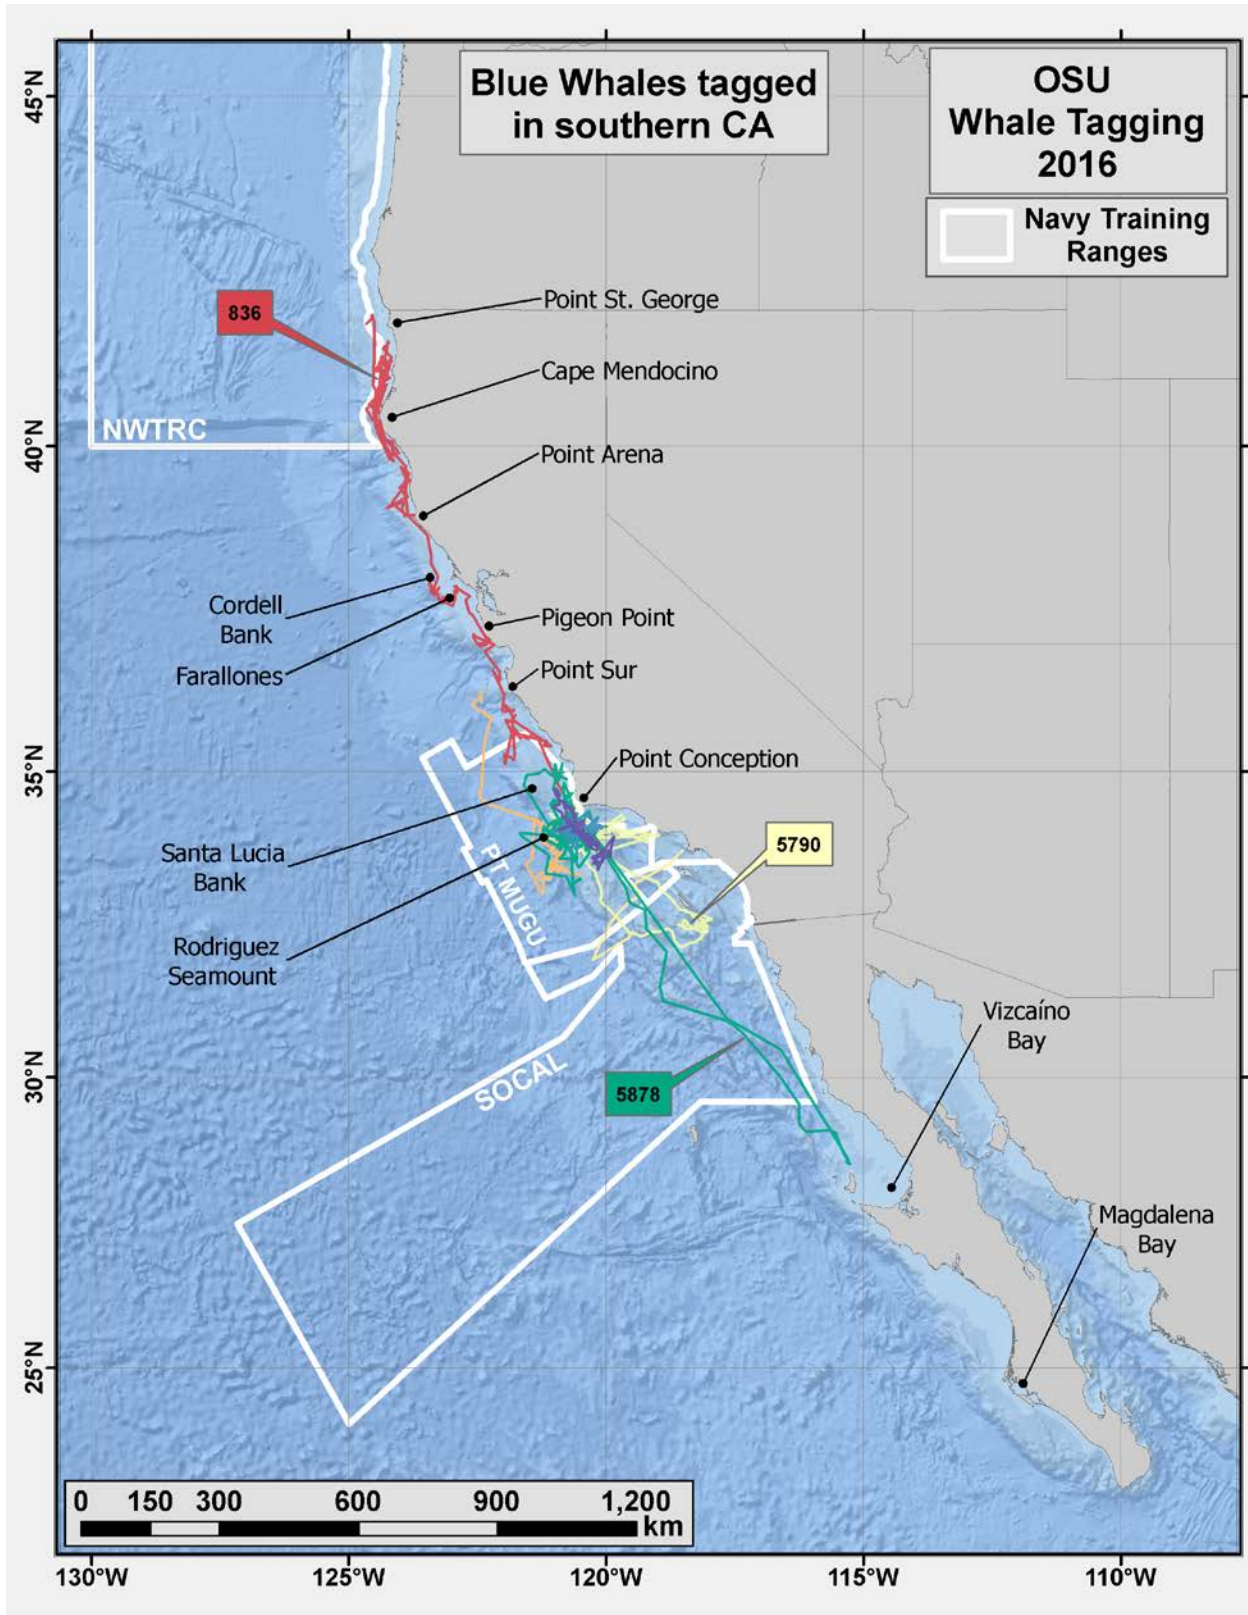 Blue Whales tagged
in southern CA
OSU
Whale Tagging
2016
Navy Training
Ranges
45°N
40°N
35°N
30°N
25°N
836
Point St. George
Cape Mendocino
NWTRC
Point Arena
Cordell
Bank
Farallones
Pigeon Point
Point Sur
Point Conception
Santa Lucia
Bank
5790
PT MUGU
Rodriguez
Seamount
Vizcaíno
Bay
SOCAL
5878
Magdalena
Bay
0 150 300 600 900 1,200
km
130°W 125°W 120°W 115°W 110°W